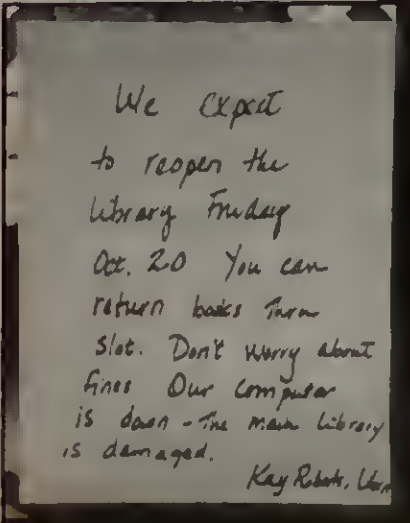 We expect
to reopen the
library Friday
Oct. 20 You can
return books Thru
slot. Don't worry about
fines Our computer
is down - The main Library
is damaged.
Kay